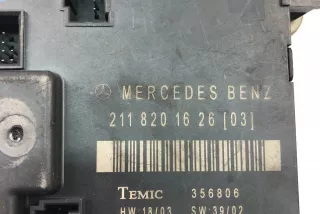 MERCEDES BENZ
211 820 16 26 [03]
TEMIC 356806
HW:18/03 SW:39/02